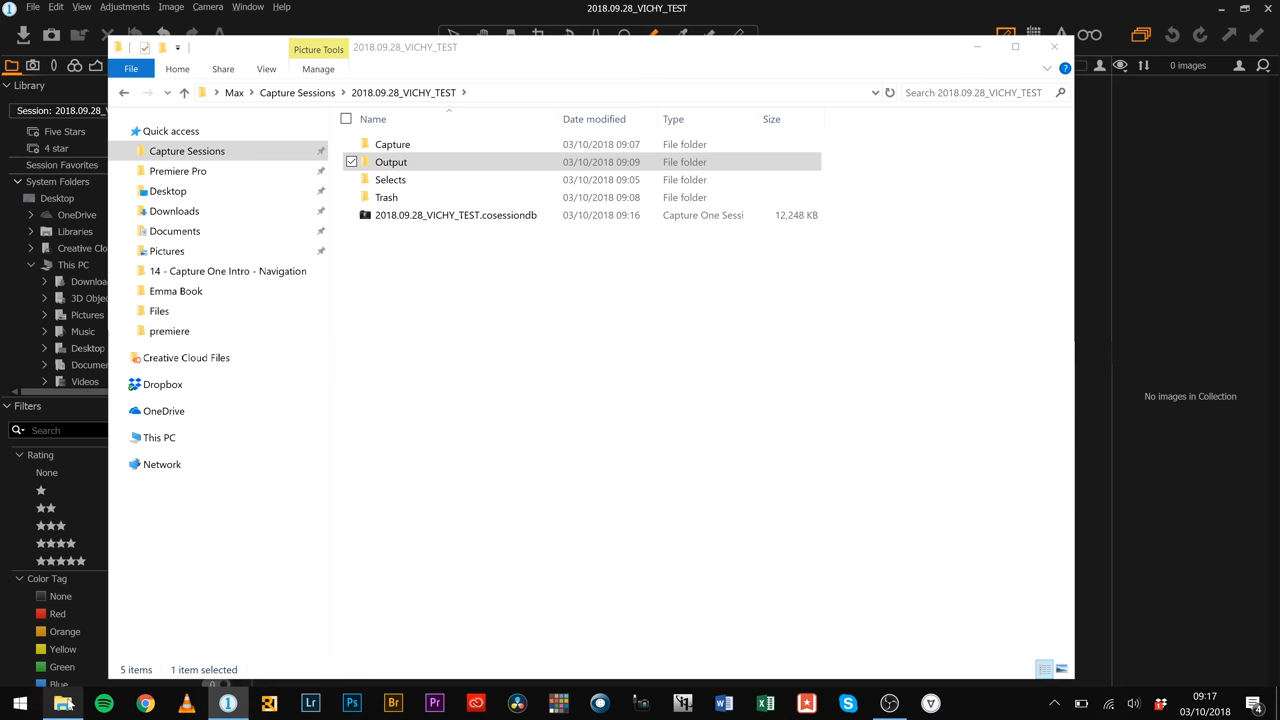 File Edit View Adjustments Image Camera Window Help
2018.09.28_VICHY_TEST
Picture Tools
2018.09.28_VICHY_TEST
File Home Share View Manage
0 images
Max Capture Sessions 2018.09.28_VICHY_TEST
Search 2018.09.28_VICHY_TEST
Library
Session: 2018.09.28_V
Five Stars
4 star
Session Favorites
System Folders
Desktop
OneDrive
Libraries
Creative Clo
This PC
Downloa
3D Objec
Pictures
Music
Desktop
Documen
Videos
Filters
Search
Rating
None
Color Tag
None
Red
Orange
Yellow
Green
Blue
Quick access
Capture Sessions
Premiere Pro
Desktop
Downloads
Documents
Pictures
14 - Capture One Intro - Navigation
Emma Book
Files
premiere
Creative Cloud Files
Dropbox
OneDrive
This PC
Network
Name Date modified Type Size
Capture 03/10/2018 09:07 File folder
Output 03/10/2018 09:09 File folder
Selects 03/10/2018 09:05 File folder
Trash 03/10/2018 09:08 File folder
2018.09.28_VICHY_TEST.cosessiondb 03/10/2018 09:16 Capture One Sessi 12,248 KB
No images in Collection
5 items 1 item selected
Lr Ps Br Pr
09:17
03/10/2018
4